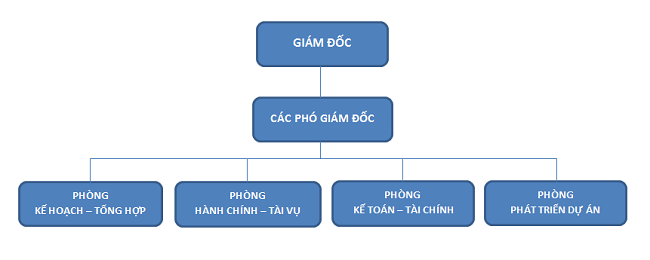 GIÁM ĐỐC
CÁC PHÓ GIÁM ĐỐC
PHÒNG
KẾ HOẠCH – TỔNG HỢP
PHÒNG
HÀNH CHÍNH – TÀI VỤ
PHÒNG
KẾ TOÁN – TÀI CHÍNH
PHÒNG
PHÁT TRIỂN DỰ ÁN